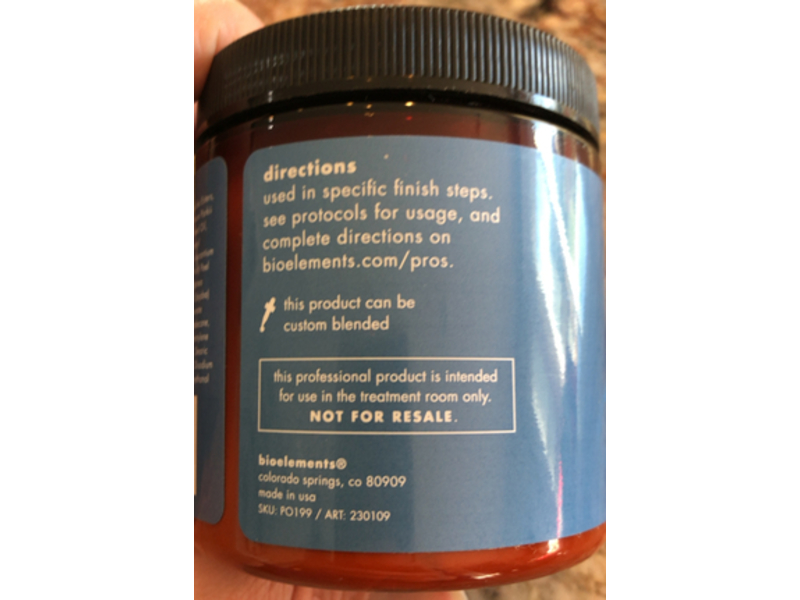 directions
used in specific finish steps.
see protocols for usage, and
complete directions on
bioelements.com/pros.
this product can be
custom blended
this professional product is intended
for use in the treatment room only.
NOT FOR RESALE.
bioelements®
colorado springs, co 80909
made in usa
SKU: PO199 / ART: 230109